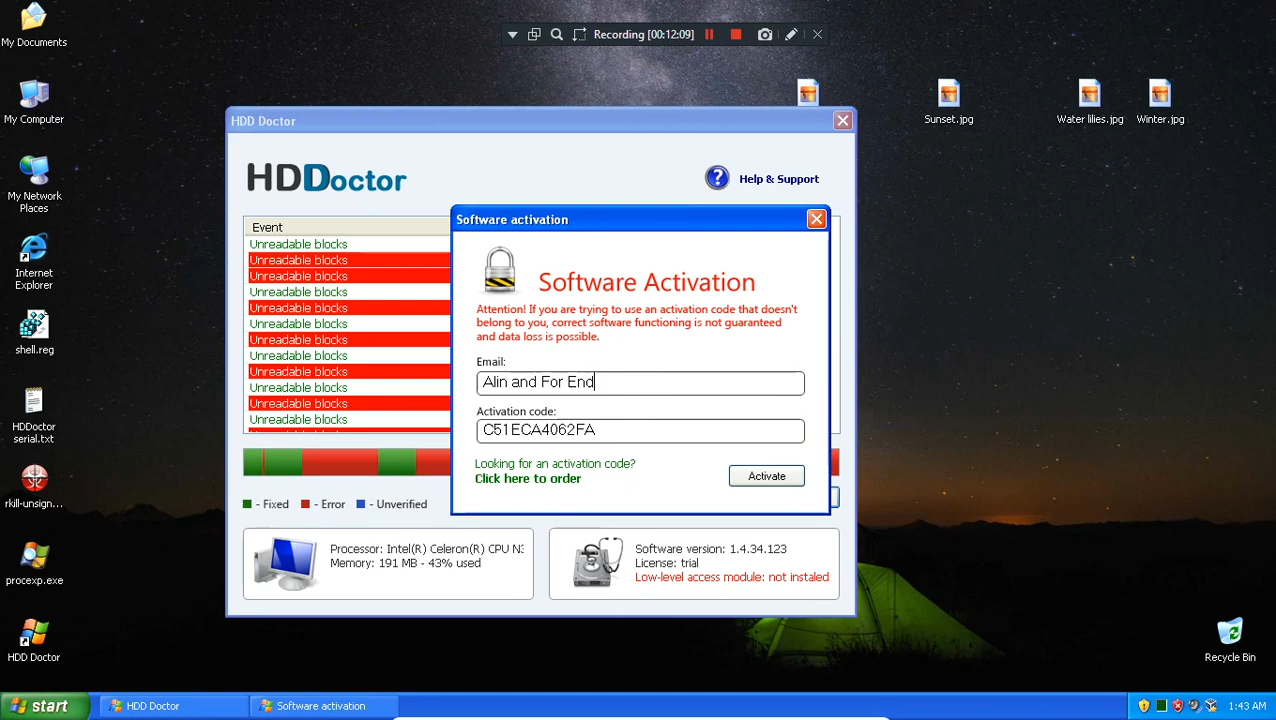 Recording [00:12:09]
My Documents
My Computer
My Network
Places
Internet
Explorer
shell.reg
HDDoctor
serial.txt
rkill-unsign...
procexp.exe
HDD Doctor
Sunset.jpg
Water lilies.jpg
Winter.jpg
Recycle Bin
HDD Doctor
HDDoctor
? Help & Support
Event
Unreadable blocks
Unreadable blocks
Unreadable blocks
Unreadable blocks
Unreadable blocks
Unreadable blocks
Unreadable blocks
Unreadable blocks
Unreadable blocks
Unreadable blocks
Unreadable blocks
Unreadable blocks
Software activation
Software Activation
Attention! If you are trying to use an activation code that doesn't
belong to you, correct software functioning is not guaranteed
and data loss is possible.
Email:
Alin and For End
Activation code:
C51ECA4062FA
Looking for an activation code?
Click here to order
Activate
- Fixed - Error - Unverified
Processor: Intel(R) Celeron(R) CPU N3
Memory: 191 MB - 43% used
Software version: 1.4.34.123
License: trial
Low-level access module: not instaled
start
HDD Doctor
Software activation
1:43 AM